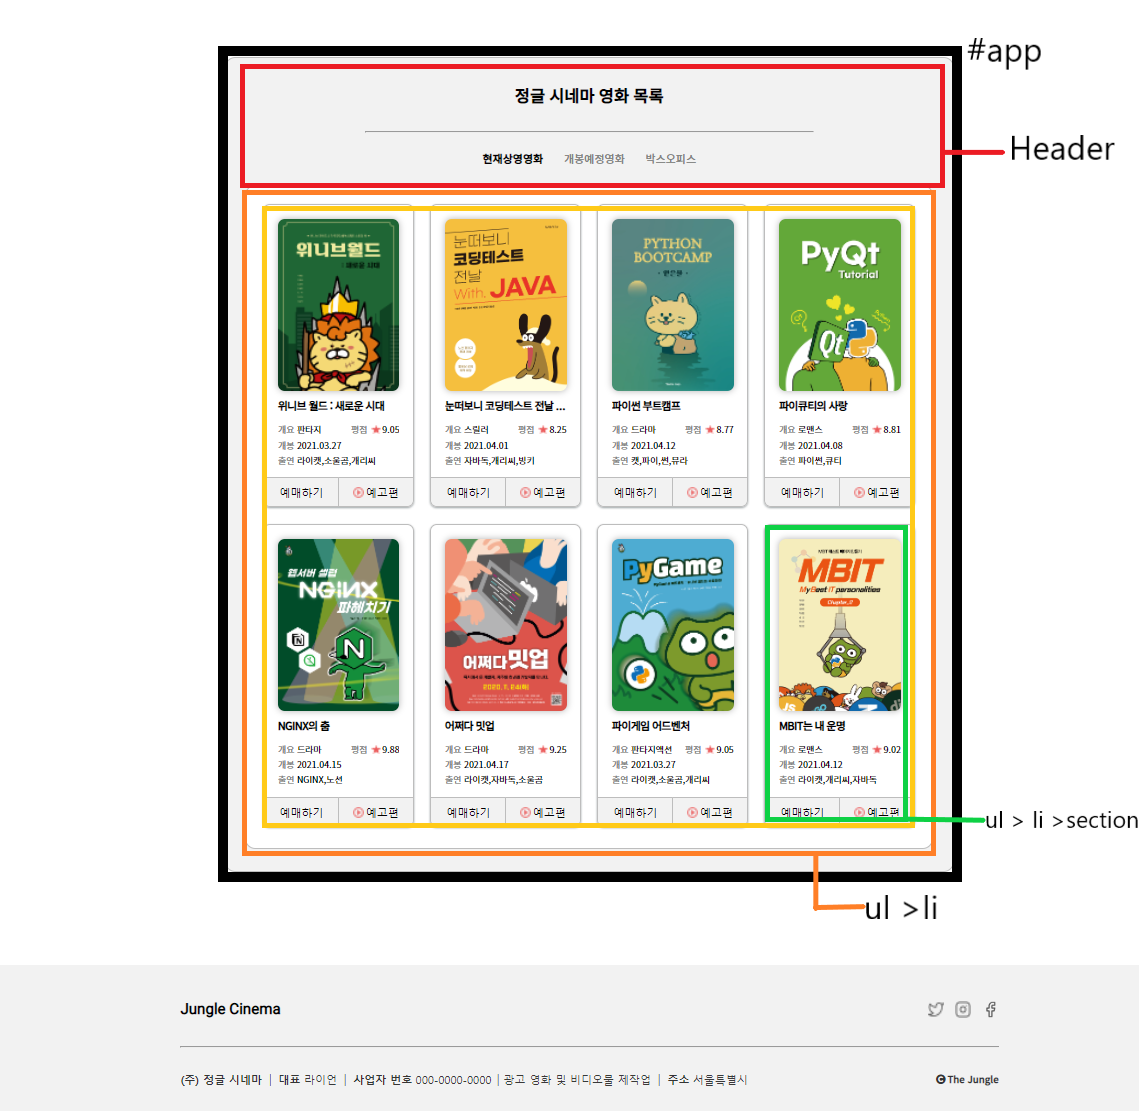 #app
정글 시네마 영화 목록
Header
현재상영영화 개봉예정영화 박스오피스
위니브월드
: 새로운 시대
눈떠보니
코딩테스트
전날
With. JAVA
PYTHON
BOOTCAMP
PyQt
Tutorial
Qt
Python
위니브 월드 : 새로운 시대
개요 판타지 평점 ★9.05
개봉 2021.03.27
출연 라이캣,소울곰,개리씨
예매하기 예고편
눈떠보니 코딩테스트 전날 ...
개요 스릴러 평점 ★8.25
개봉 2021.04.01
출연 자바독,개리씨,빙키
예매하기 예고편
파이썬 부트캠프
개요 드라마 평점 ★8.77
개봉 2021.04.12
출연 캣,파이,썬,뮤라
예매하기 예고편
파이큐티의 사랑
개요 로맨스 평점 ★8.81
개봉 2021.04.08
출연 파이썬,큐티
예매하기 예고편
웹서버 셀럽
NGINX
파헤치기
N
N
어쩌다밋업
PyGame
MBIT
My Best IT personalities
Chapter_2
JS
NGINX의 춤
개요 드라마 평점 ★9.88
개봉 2021.04.15
출연 NGINX,노션
예매하기 예고편
어쩌다 밋업
개요 드라마 평점 ★9.25
개봉 2021.04.17
출연 라이캣,자바독,소울곰
예매하기 예고편
파이게임 어드벤처
개요 판타지액션 평점 ★9.05
개봉 2021.03.27
출연 라이캣,소울곰,개리씨
예매하기 예고편
MBIT는 내 운명
개요 로맨스 평점 ★9.02
개봉 2021.04.12
출연 라이캣,개리씨,자바독
예매하기 예고편
ul > li >section
ul >li
Jungle Cinema
(주) 정글 시네마 | 대표 라이언 | 사업자 번호 000-0000-0000 | 광고 영화 및 비디오물 제작업 | 주소 서울특별시
The Jungle